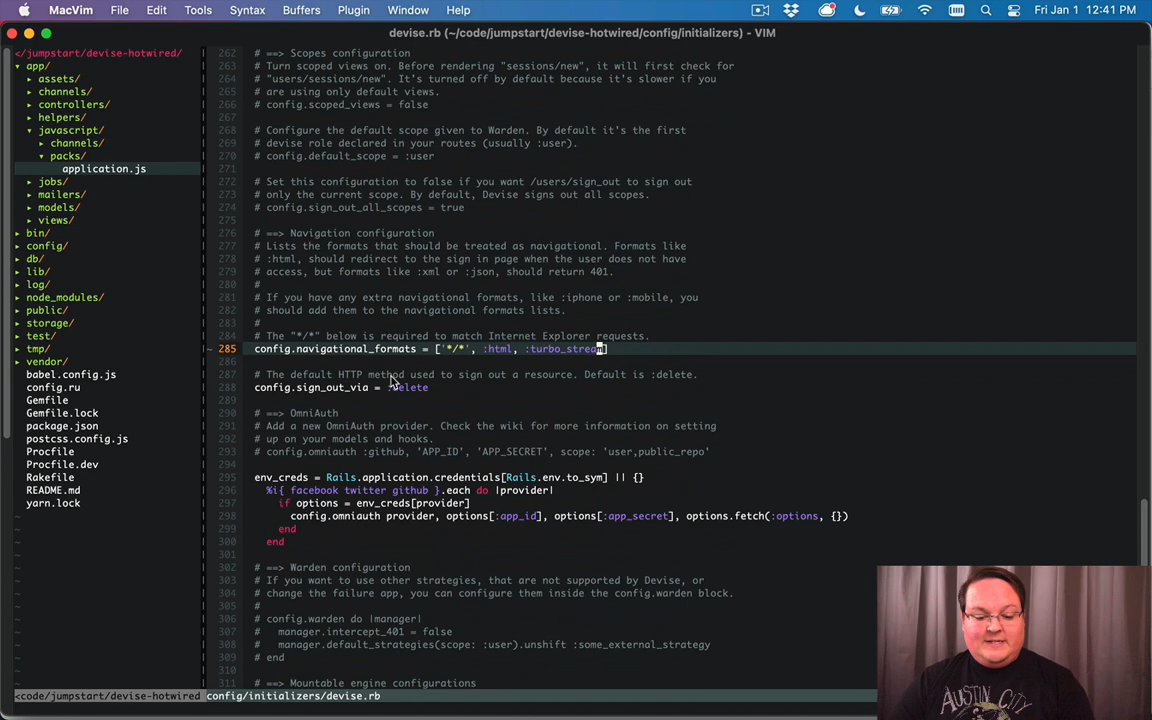 MacVim File Edit Tools Syntax Buffers Plugin Window Help Fri Jan 1 12:41 PM
devise.rb (~/code/jumpstart/devise-hotwired/config/initializers) - VIM
</jumpstart/devise-hotwired/
▾ app/
▸ assets/
▸ channels/
▸ controllers/
▸ helpers/
▾ javascript/
▸ channels/
▾ packs/
application.js
▸ jobs/
▸ mailers/
▸ models/
▸ views/
▸ bin/
▸ config/
▸ db/
▸ lib/
▸ log/
▸ node_modules/
▸ public/
▸ storage/
▸ test/
▸ tmp/
▸ vendor/
babel.config.js
config.ru
Gemfile
Gemfile.lock
package.json
postcss.config.js
Procfile
Procfile.dev
Rakefile
README.md
yarn.lock
262 # ==> Scopes configuration
263 # Turn scoped views on. Before rendering "sessions/new", it will first check for
264 # "users/sessions/new". It's turned off by default because it's slower if you
265 # are using only default views.
266 # config.scoped_views = false
267
268 # Configure the default scope given to Warden. By default it's the first
269 # devise role declared in your routes (usually :user).
270 # config.default_scope = :user
271
272 # Set this configuration to false if you want /users/sign_out to sign out
273 # only the current scope. By default, Devise signs out all scopes.
274 # config.sign_out_all_scopes = true
275
276 # ==> Navigation configuration
277 # Lists the formats that should be treated as navigational. Formats like
278 # :html, should redirect to the sign in page when the user does not have
279 # access, but formats like :xml or :json, should return 401.
280 #
281 # If you have any extra navigational formats, like :iphone or :mobile, you
282 # should add them to the navigational formats lists.
283 #
284 # The "*/*" below is required to match Internet Explorer requests.
~ 285 config.navigational_formats = ['*/*', :html, :turbo_stream]
286
287 # The default HTTP method used to sign out a resource. Default is :delete.
288 config.sign_out_via = :delete
289
290 # ==> OmniAuth
291 # Add a new OmniAuth provider. Check the wiki for more information on setting
292 # up on your models and hooks.
293 # config.omniauth :github, 'APP_ID', 'APP_SECRET', scope: 'user,public_repo'
294
295 env_creds = Rails.application.credentials[Rails.env.to_sym] || {}
296 %i{ facebook twitter github }.each do |provider|
297 if options = env_creds[provider]
298 config.omniauth provider, options[:app_id], options[:app_secret], options.fetch(:options, {})
299 end
300 end
301
302 # ==> Warden configuration
303 # If you want to use other strategies, that are not supported by Devise, or
304 # change the failure app, you can configure them inside the config.warden block.
305 #
306 # config.warden do |manager|
307 # manager.intercept_401 = false
308 # manager.default_strategies(scope: :user).unshift :some_external_strategy
309 # end
310
311 # ==> Mountable engine configurations
<code/jumpstart/devise-hotwired config/initializers/devise.rb
AUSTIN CITY